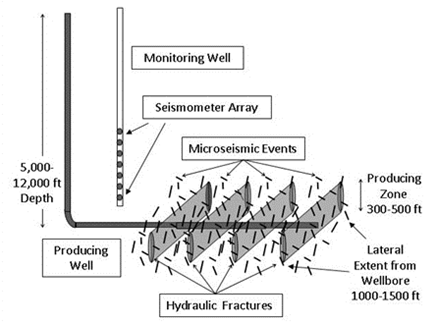 Monitoring Well
Seismometer Array
Microseismic Events
5,000-
12,000 ft
Depth
Producing
Zone
300-500 ft
Producing
Well
Lateral
Extent from
Wellbore
1000-1500 ft
Hydraulic Fractures